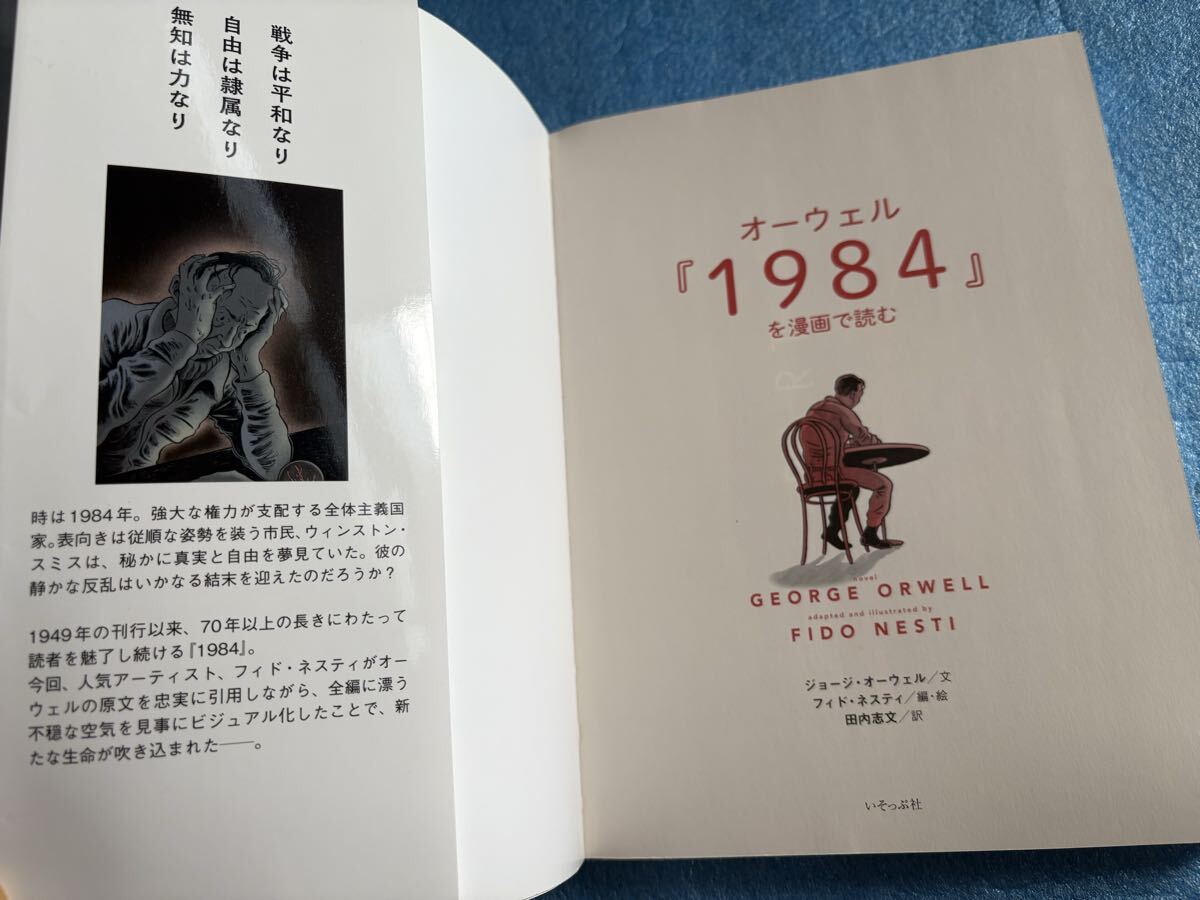 戦争は平和なり
自由は隷属なり
無知は力なり
時は1984年。強大な権力が支配する全体主義国
家。表向きは従順な姿勢を装う市民、ウィンストン・
スミスは、秘かに真実と自由を夢見ていた。彼の
静かな反乱はいかなる結末を迎えたのだろうか?
1949年の刊行以来、70年以上の長きにわたって
読者を魅了し続ける『1984』。
今回、人気アーティスト、フィド・ネスティがオー
ウェルの原文を忠実に引用しながら、全編に漂う
不穏な空気を見事にビジュアル化したことで、新
たな生命が吹き込まれた——。
オーウェル
『1984』
を漫画で読む
R
novel
GEORGE ORWELL
adapted and illustrated by
FIDO NESTI
ジョージ・オーウェル/文
フィド・ネスティ/編・絵
田内志文/訳
いそっぷ社